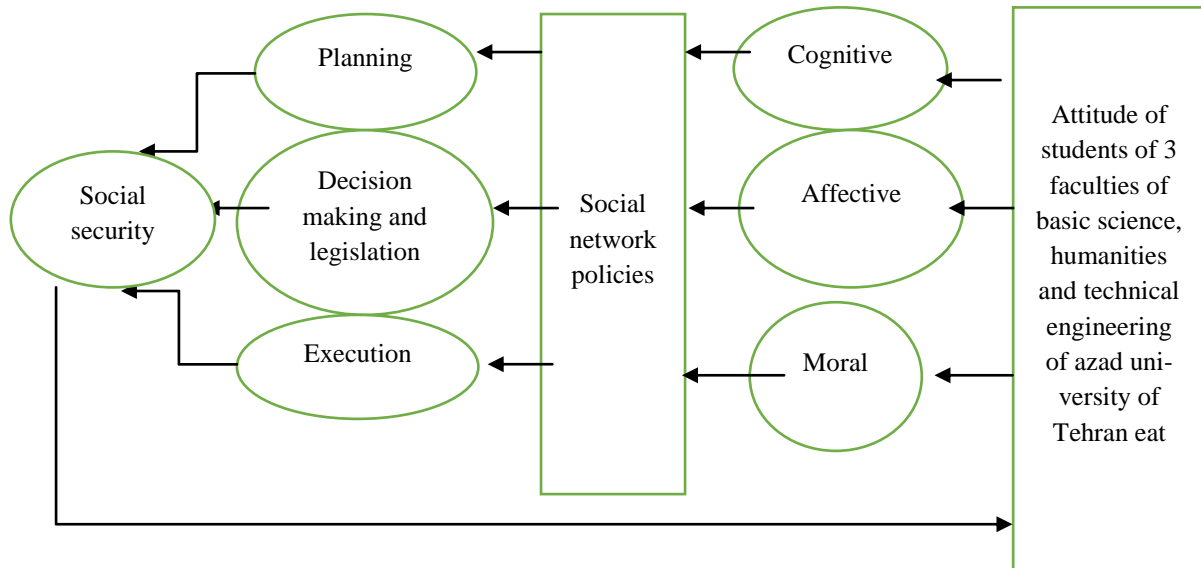 Planning
Cognitive
Attitude of
students of 3
faculties of
basic science,
humanities
and technical
engineering
of azad uni-
versity of
Tehran eat
Social
security
Decision
making and
legislation
Social
network
policies
Affective
Execution
Moral